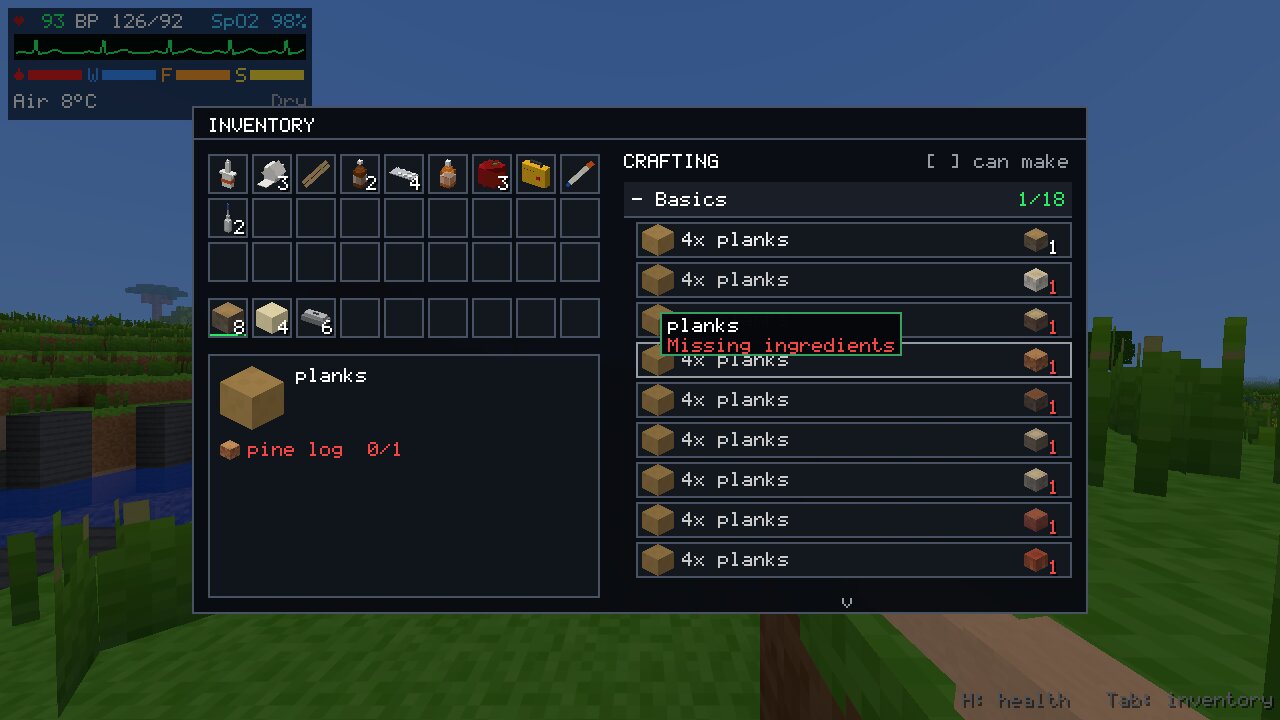 93 BP 126/92 SpO2 98%
W F S
Air 8°C Dry
INVENTORY
CRAFTING [ ] can make
3 2 4 3
- Basics 1/18
2
4x planks 1
4x planks 1
1
planks
Missing ingredients
8 4 6
4x planks 1
planks
4x planks 1
4x planks 1
pine log 0/1
4x planks 1
4x planks 1
4x planks 1
v
H: health Tab: inventory